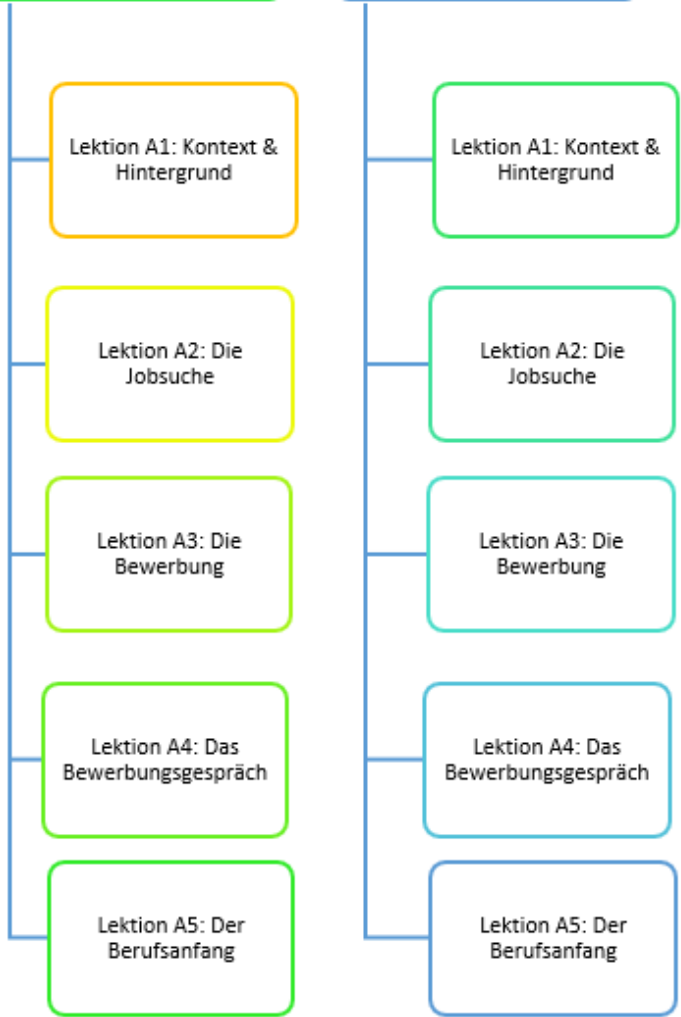 Lektion A1: Kontext &
Hintergrund
Lektion A2: Die
Jobsuche
Lektion A3: Die
Bewerbung
Lektion A4: Das
Bewerbungsgespräch
Lektion A5: Der
Berufsanfang
Lektion A1: Kontext &
Hintergrund
Lektion A2: Die
Jobsuche
Lektion A3: Die
Bewerbung
Lektion A4: Das
Bewerbungsgespräch
Lektion A5: Der
Berufsanfang